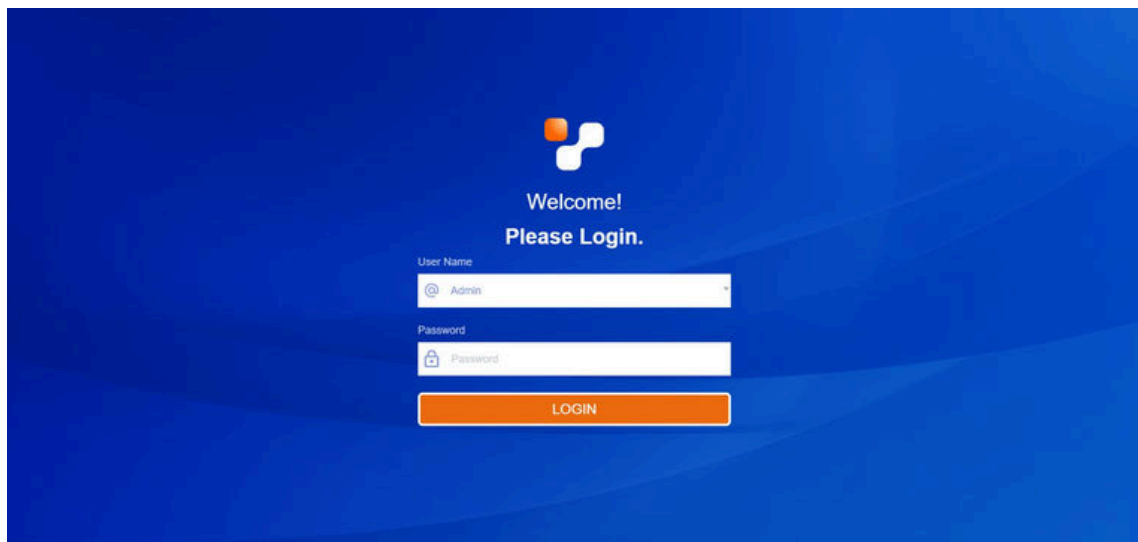 Welcome!
Please Login.
User Name
Admin
Password
Password
LOGIN